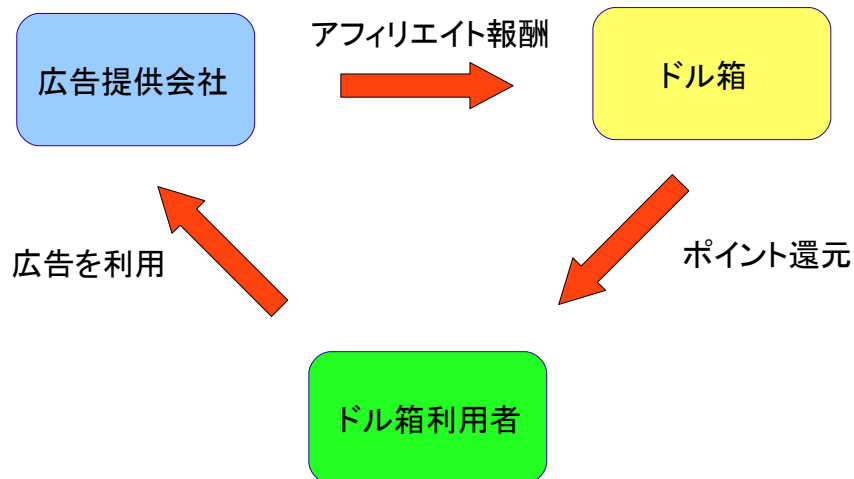 アフィリエイト報酬
広告提供会社
ドル箱
広告を利用
ポイント還元
ドル箱利用者